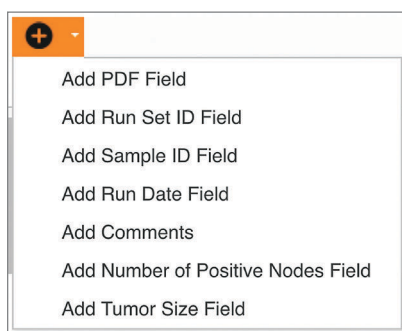 Add PDF Field
Add Run Set ID Field
Add Sample ID Field
Add Run Date Field
Add Comments
Add Number of Positive Nodes Field
Add Tumor Size Field